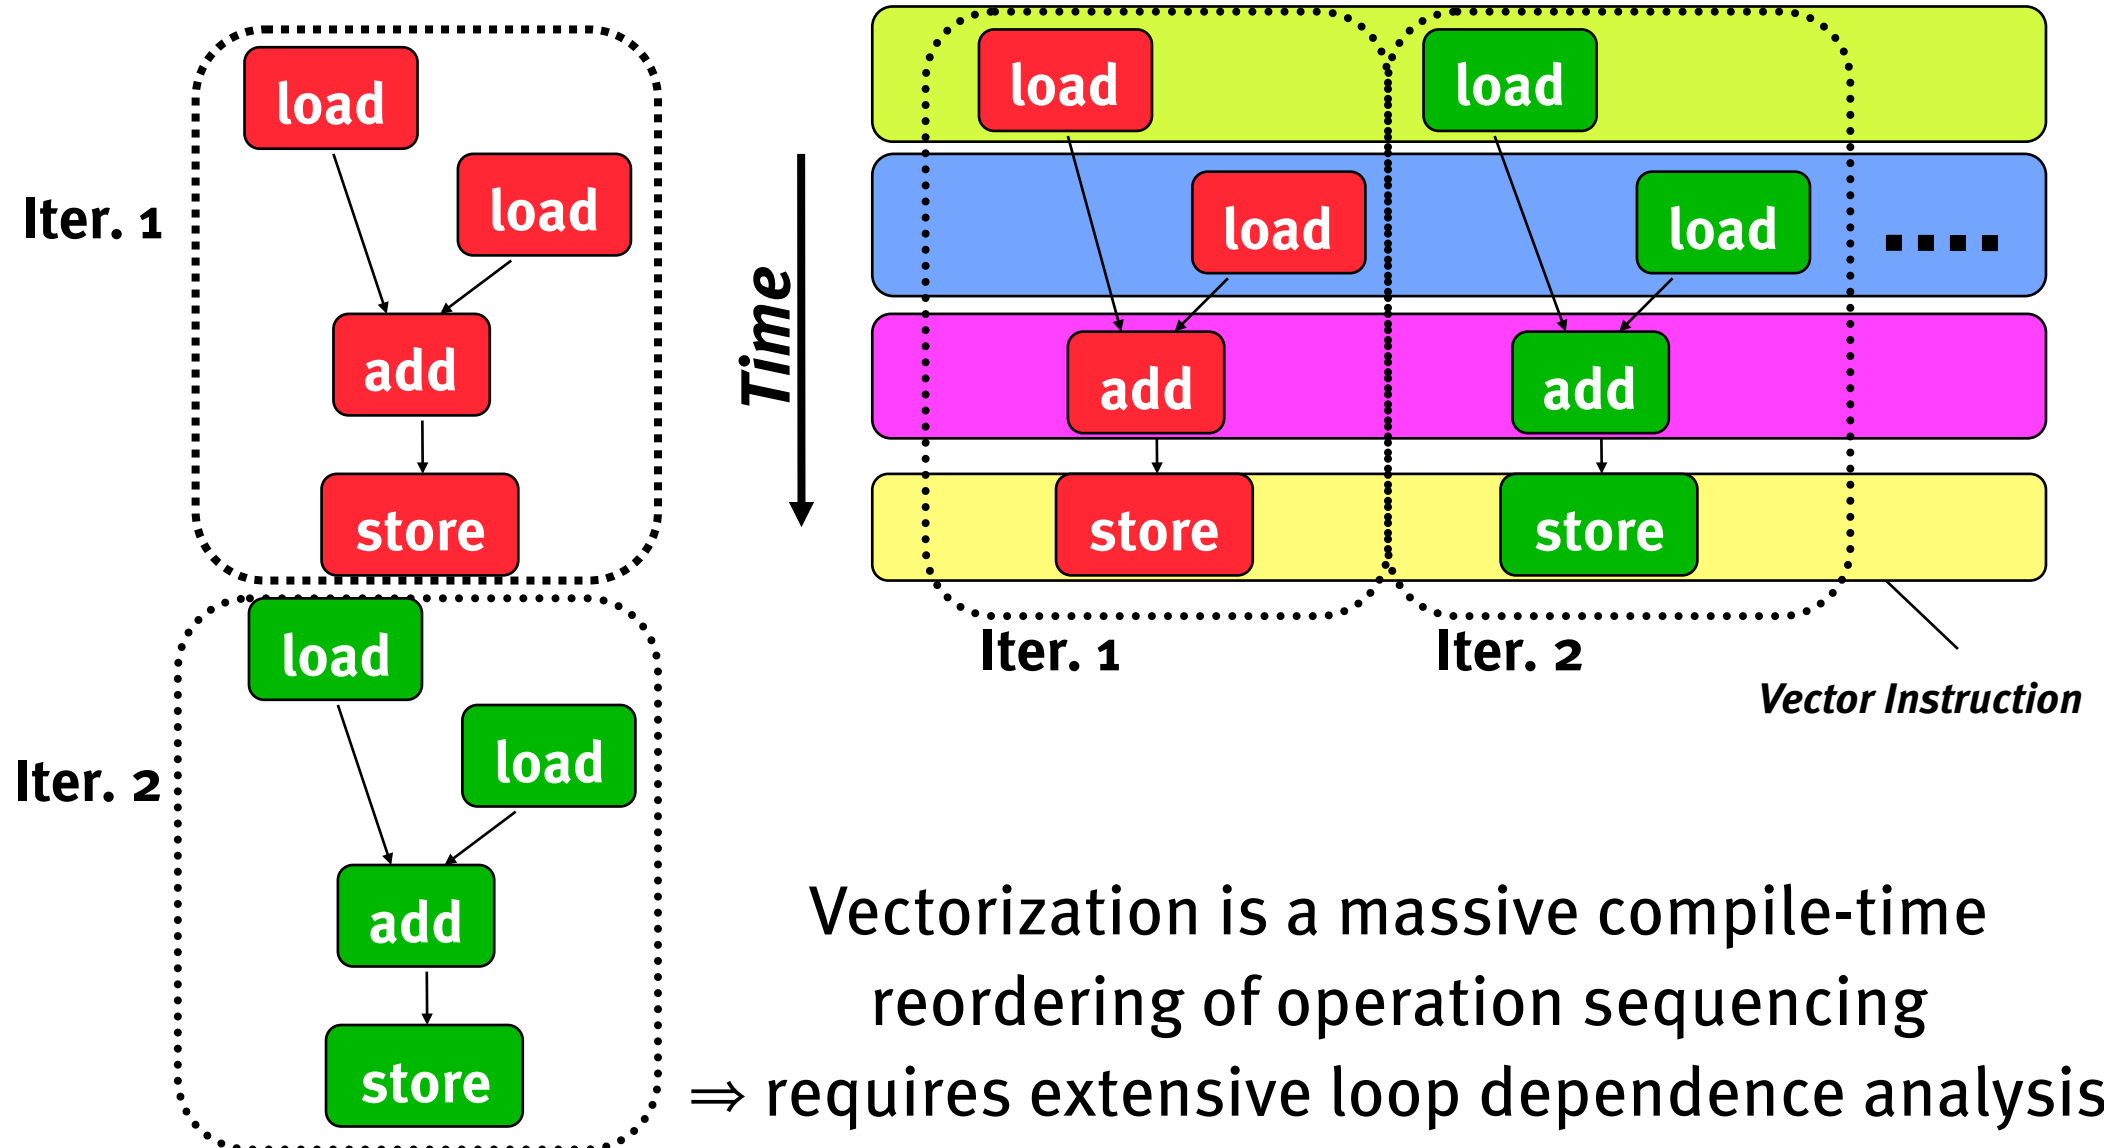 Iter. 1
load
load
add
store
Iter. 2
load
load
add
store
Time
load
load
load
load
....
add
add
store
store
Iter. 1
Iter. 2
Vector Instruction
Vectorization is a massive compile-time
reordering of operation sequencing
⇒ requires extensive loop dependence analysis